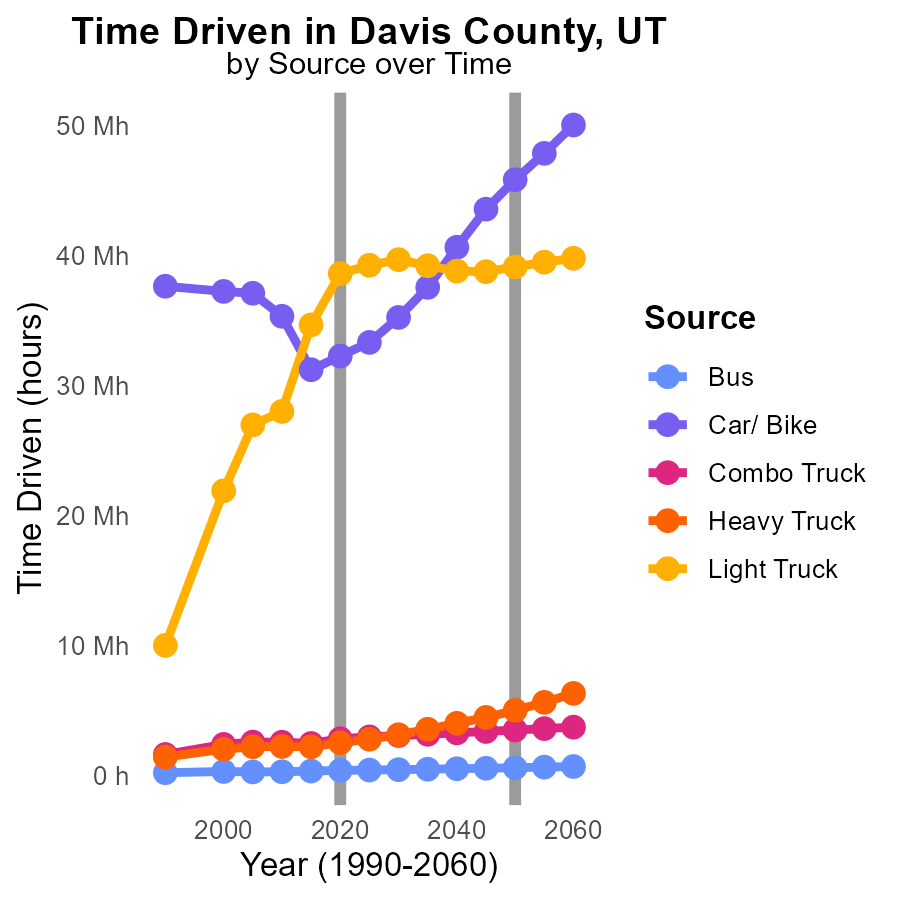 Time Driven in Davis County, UT
by Source over Time
50 Mh
40 Mh
30 Mh
20 Mh
10 Mh
0 h
Time Driven (hours)
2000
2020
2040
2060
Year (1990-2060)
Source
Bus
Car/ Bike
Combo Truck
Heavy Truck
Light Truck